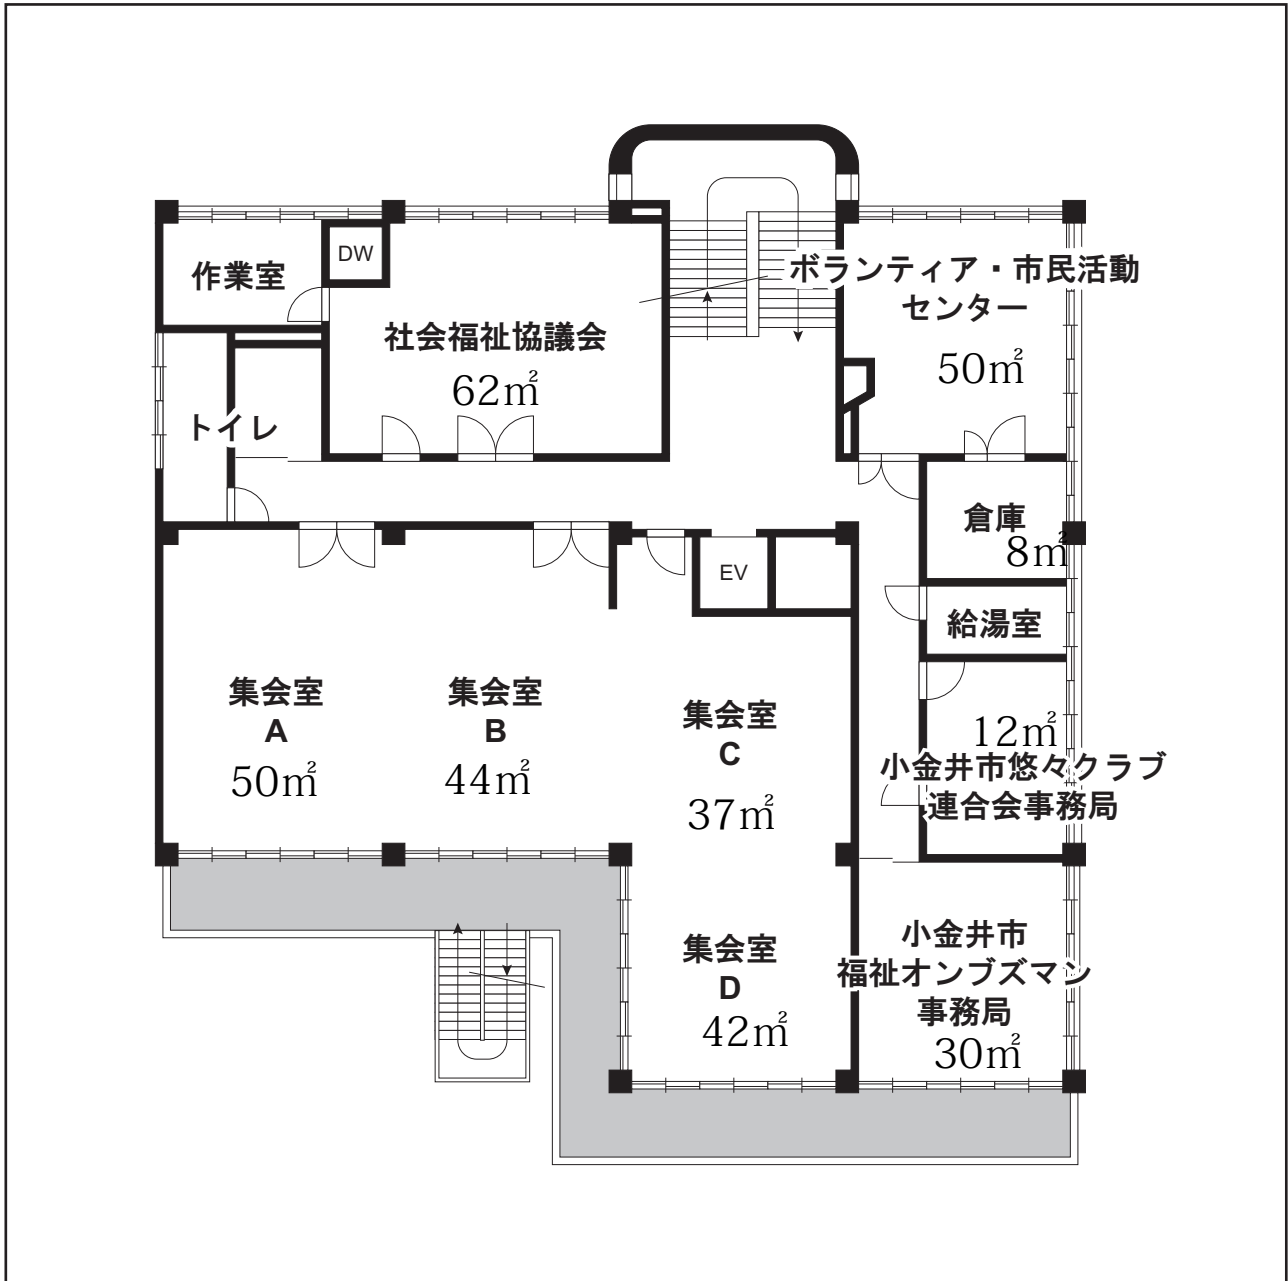 ボランティア・市民活動
センター
50㎡
DW
作業室
社会福祉協議会
62㎡
トイレ
倉庫
8㎡
EV
給湯室
集会室
A
50㎡
集会室
B
44㎡
集会室
C
37㎡
12㎡
小金井市悠々クラブ
連合会事務局
集会室
D
42㎡
小金井市
福祉オンブズマン
事務局
30㎡